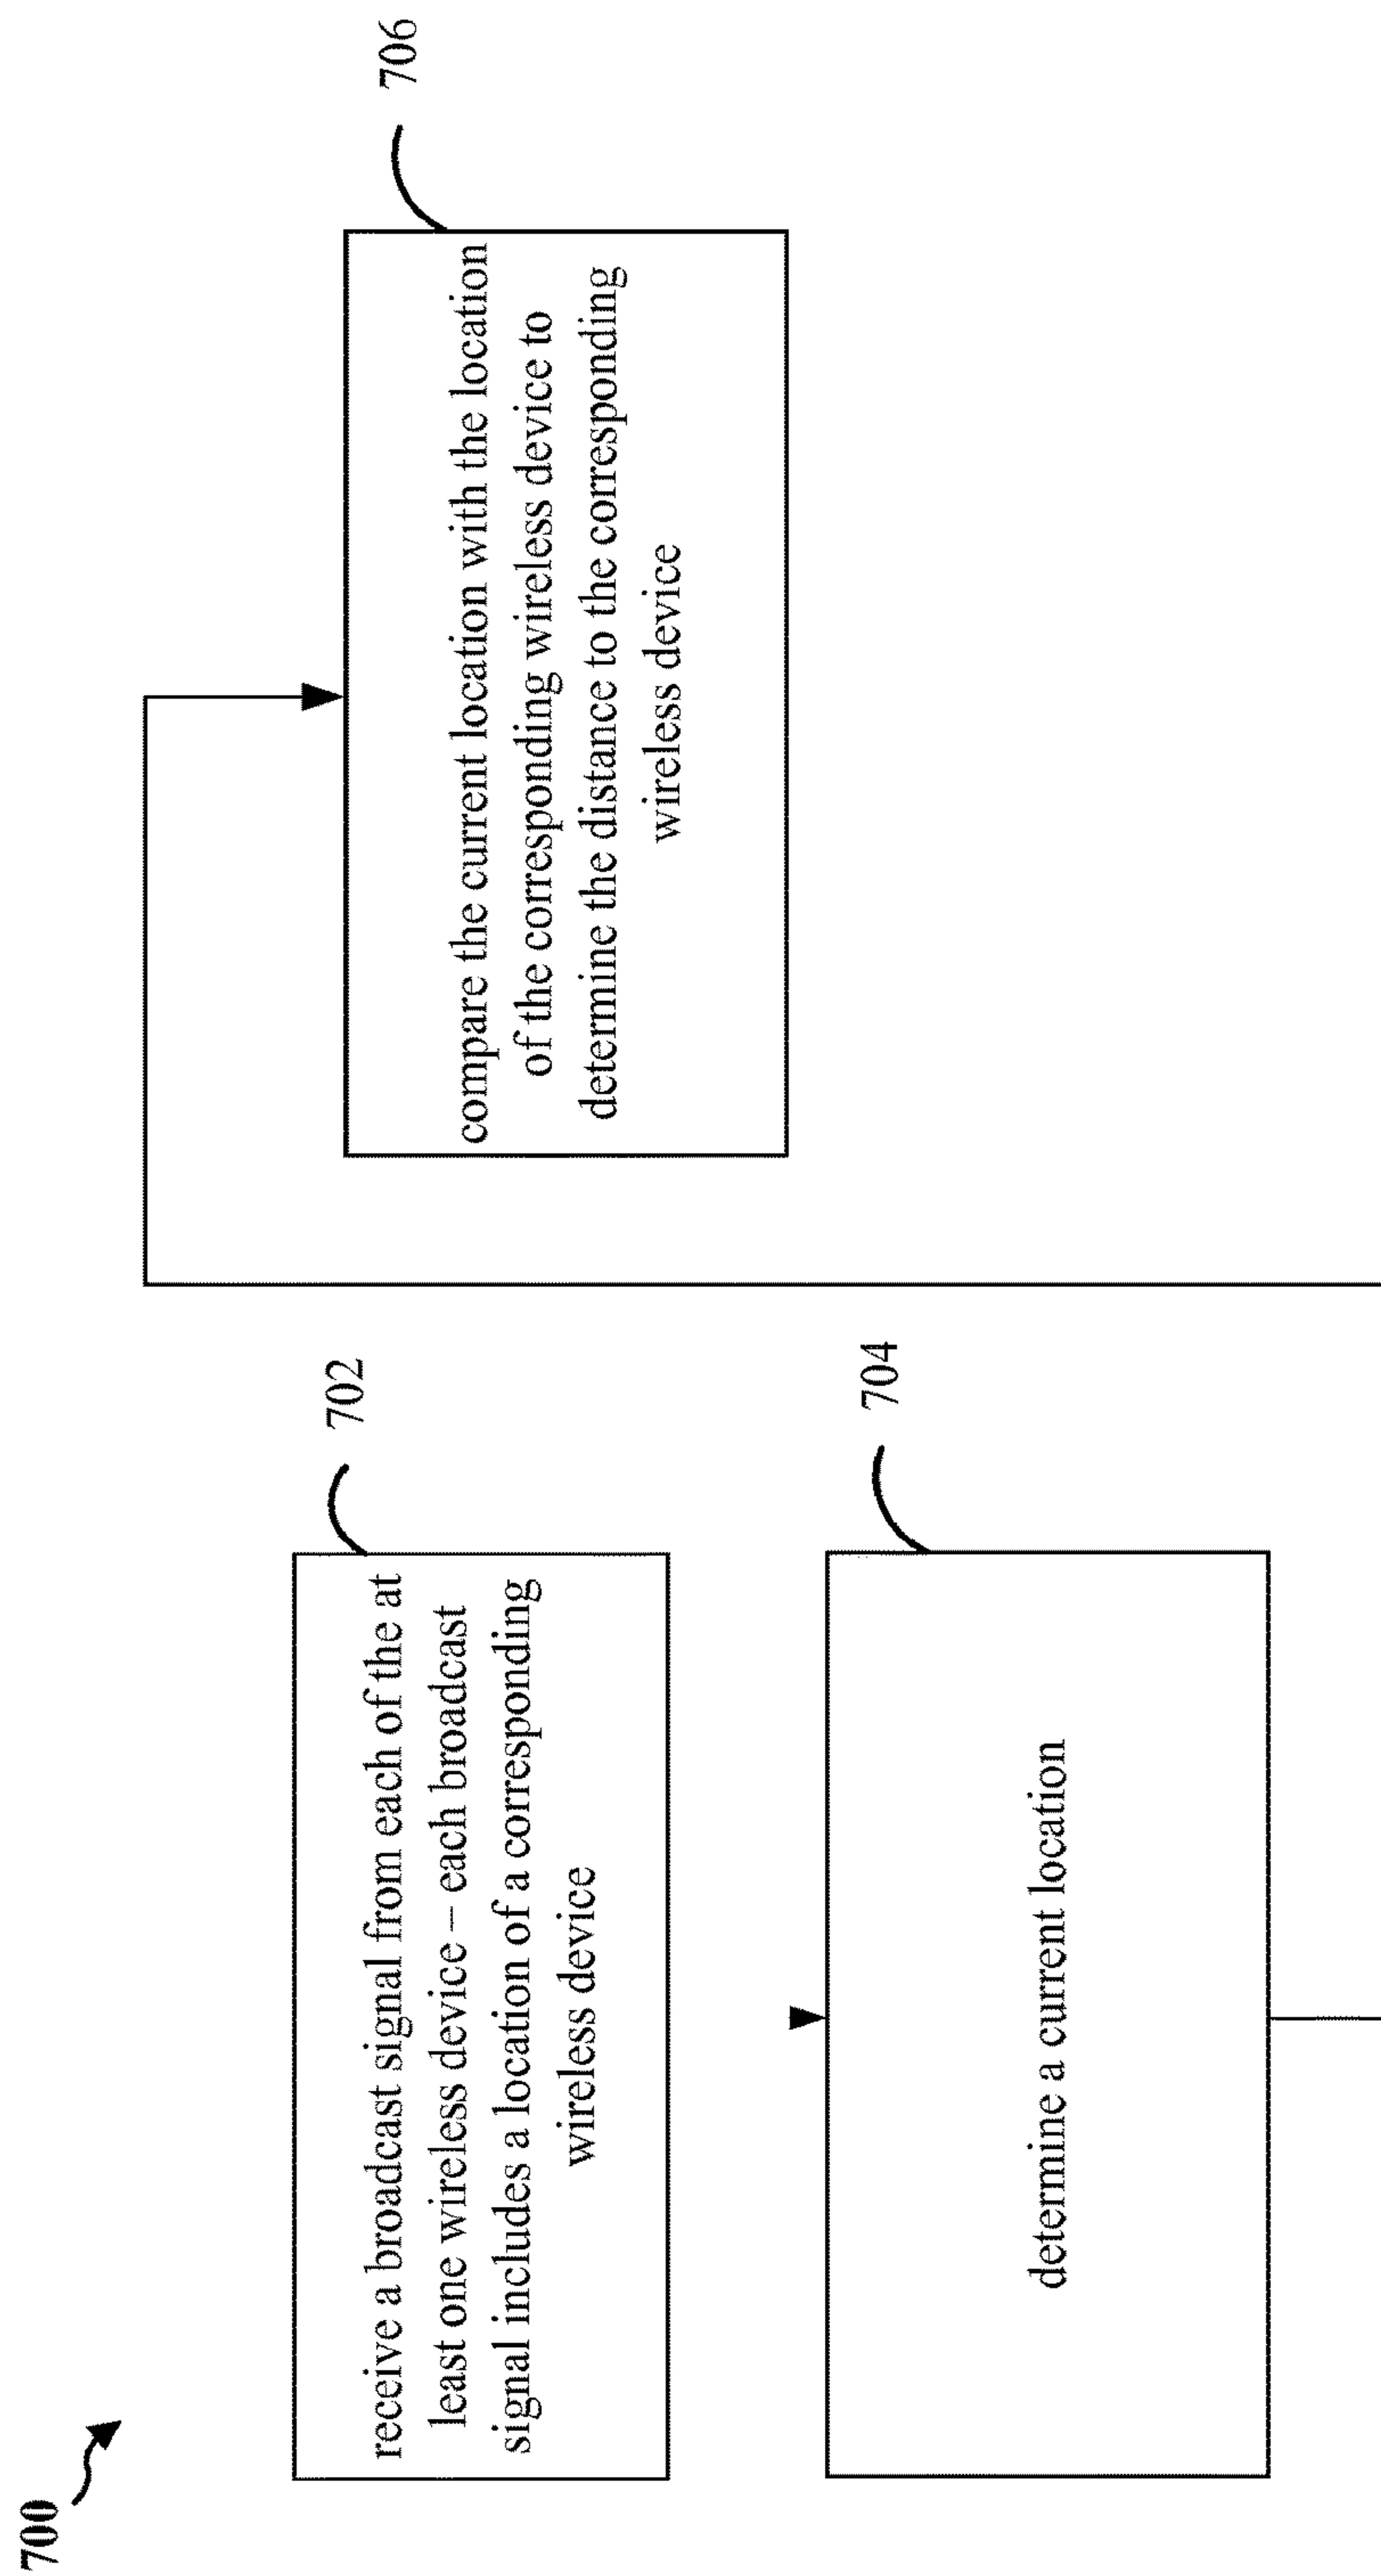 700
702
receive a broadcast signal from each of the at
least one wireless device – each broadcast
signal includes a location of a corresponding
wireless device
704
determine a current location
706
compare the current location with the location
of the corresponding wireless device to
determine the distance to the corresponding
wireless device